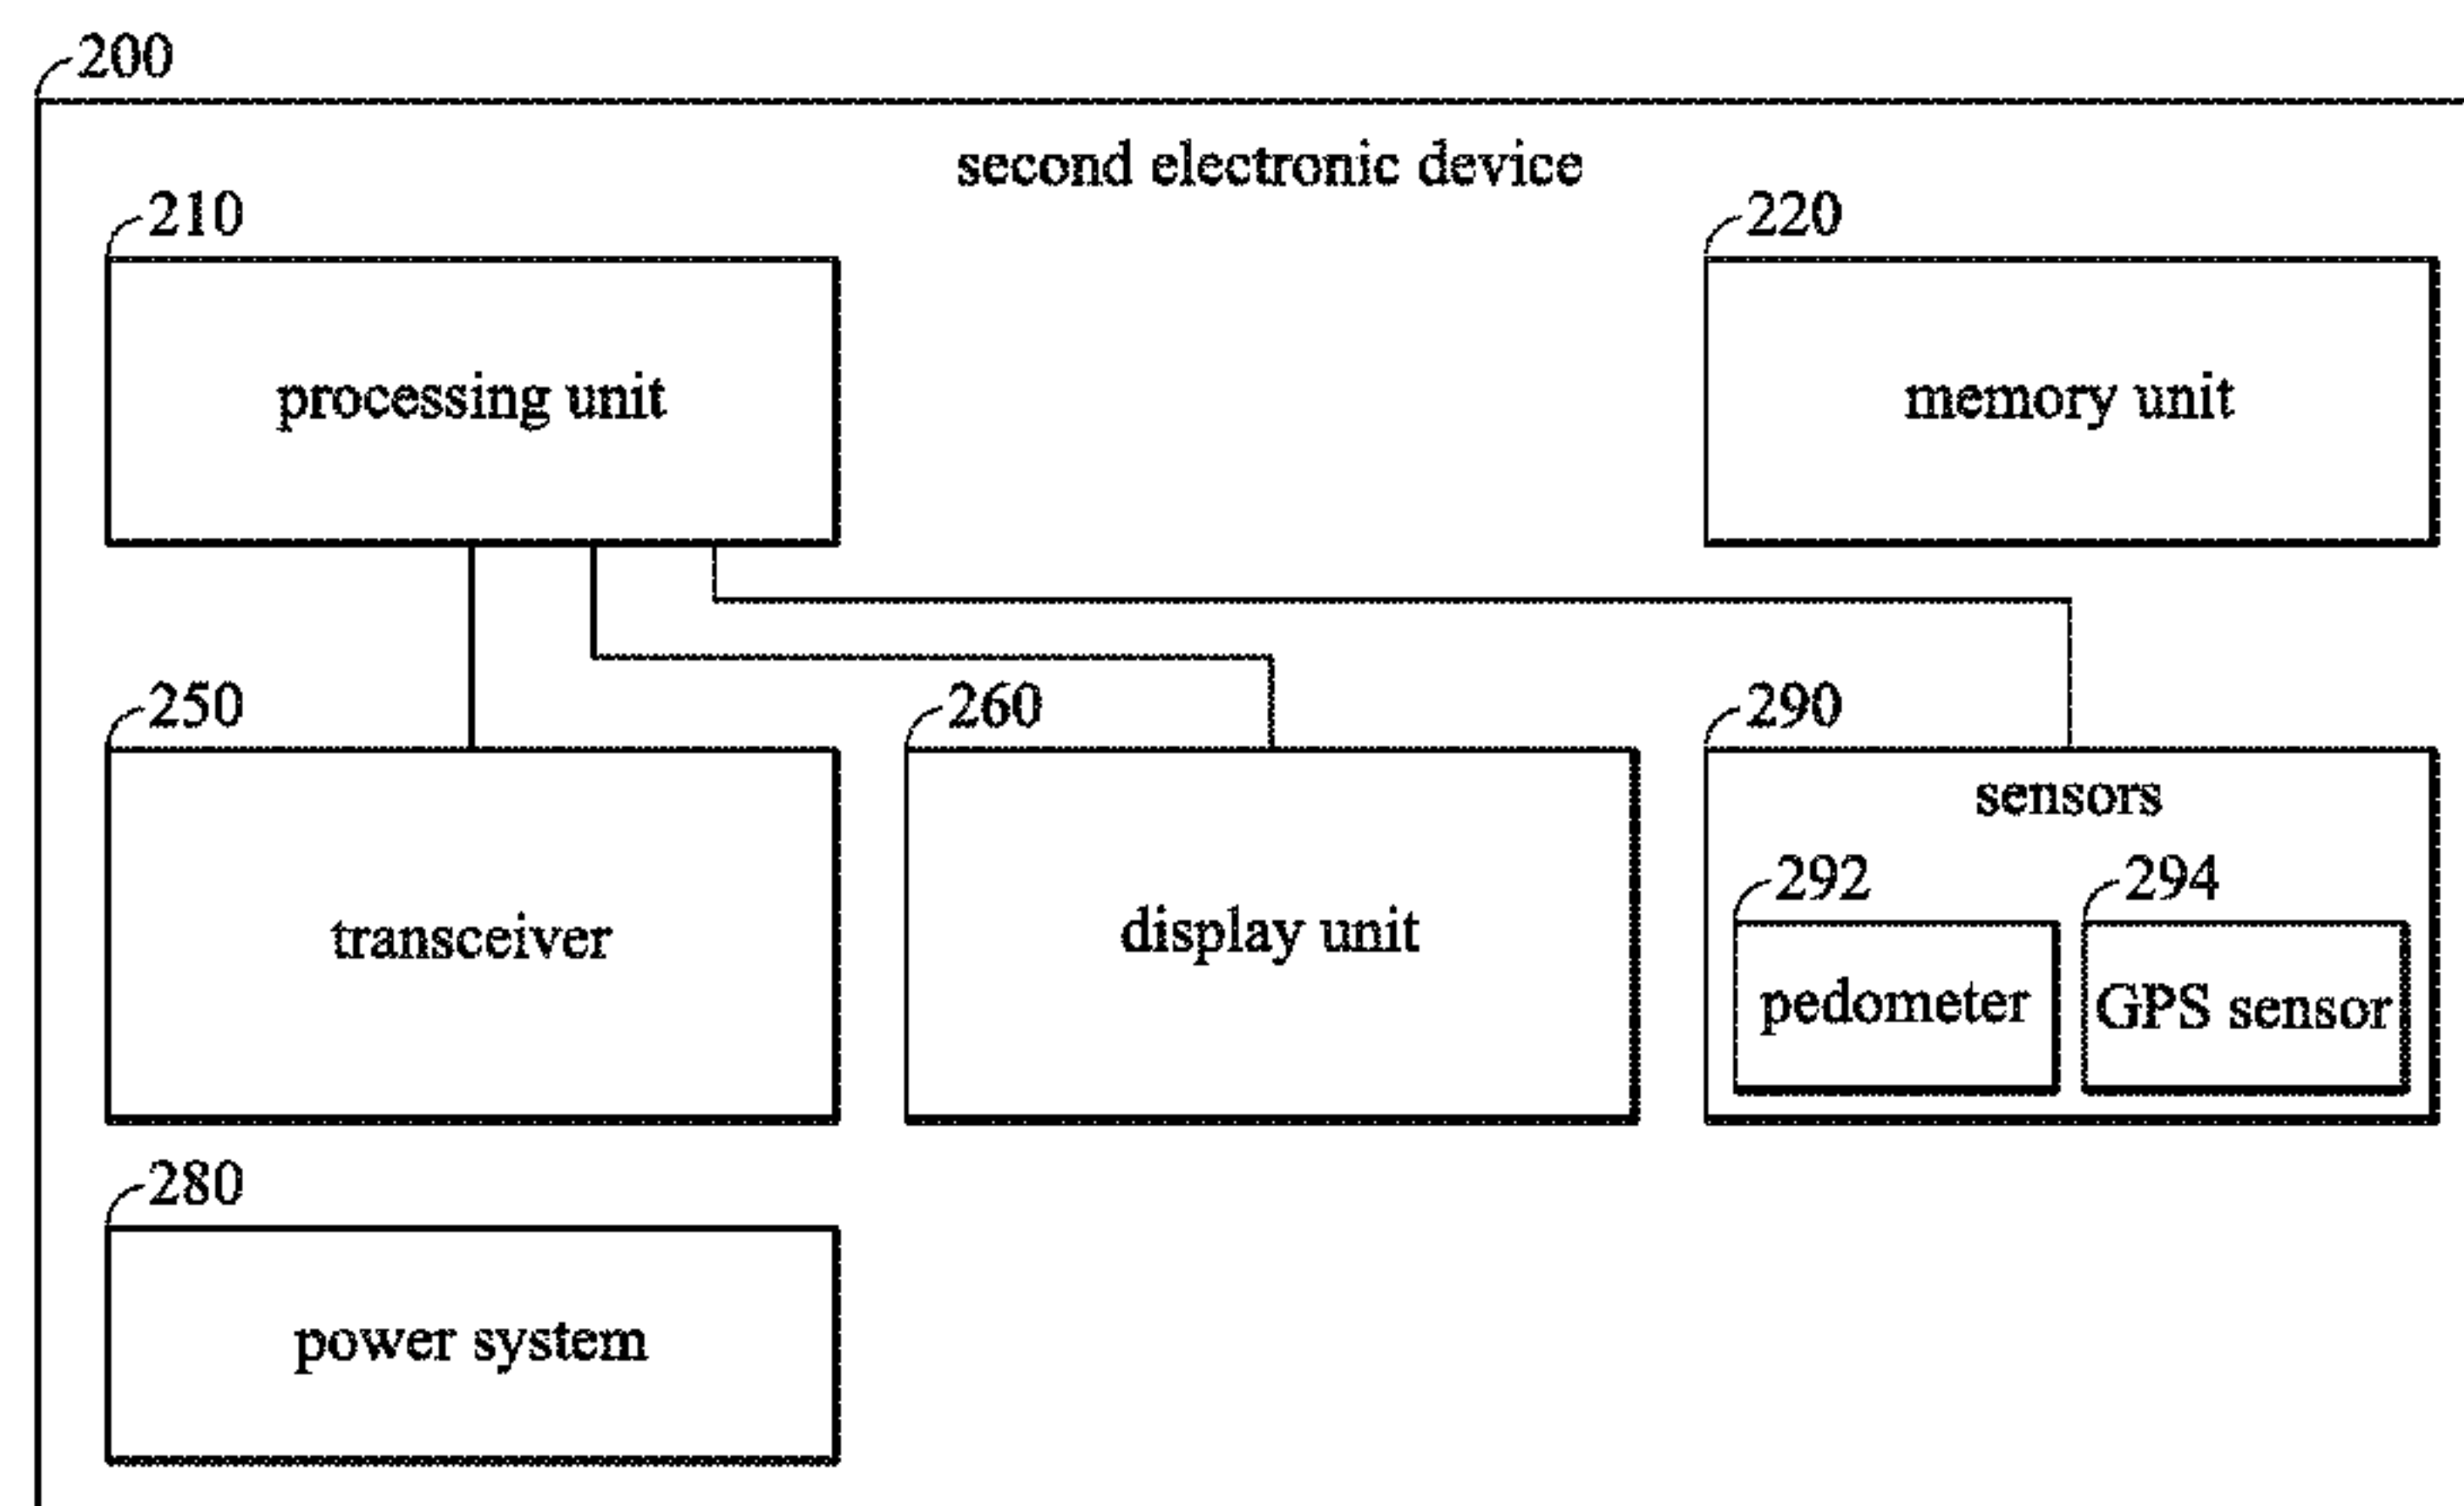 200
second electronic device
210
220
processing unit
memory unit
250
260
290
sensors
292
294
transceiver
display unit
pedometer
GPS sensor
280
power system